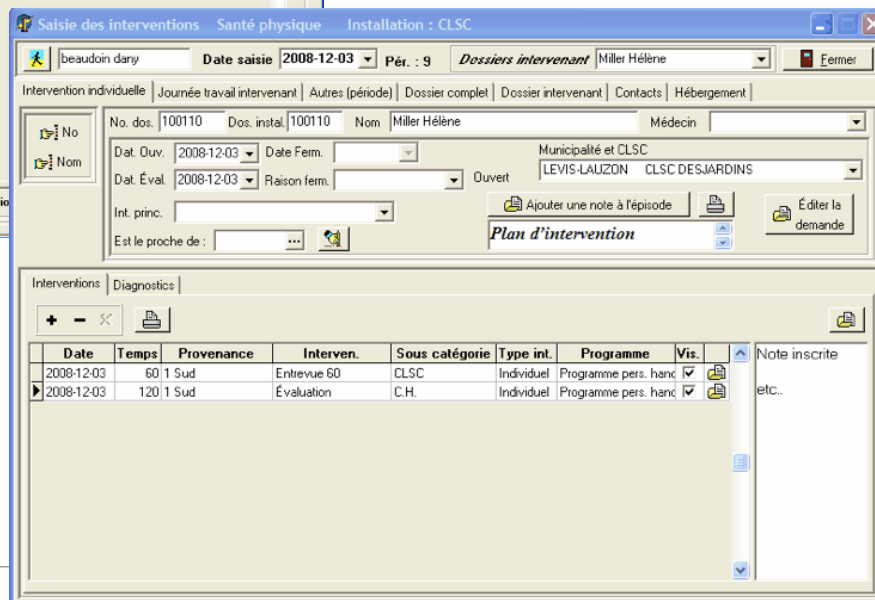 Saisie des interventions Santé physique Installation : CLSC
beaudoin dany Date saisie 2008-12-03 Pér. : 9 Dossiers intervenant Miller Hélène Fermer
Intervention individuelle Journée travail intervenant Autres (période) Dossier complet Dossier intervenant Contacts Hébergement
No
Nom
No. dos. 100110 Dos. instal. 100110 Nom Miller Hélène Médecin
Dat. Ouv. 2008-12-03 Date Ferm. Municipalité et CLSC
Dat. Éval. 2008-12-03 Raison ferm. Ouvert LEVIS-LAUZON CLSC DESJARDINS
Int. princ. Ajouter une note à l'épisode Éditer la demande
Est le proche de : ... Plan d'intervention
Interventions Diagnostics
Date Temps Provenance Interven. Sous catégorie Type int. Programme Vis. Note inscrite
2008-12-03 60 1 Sud Entrevue 60 CLSC Individuel Programme pers. hanc
2008-12-03 120 1 Sud Évaluation C.H. Individuel Programme pers. hanc etc..